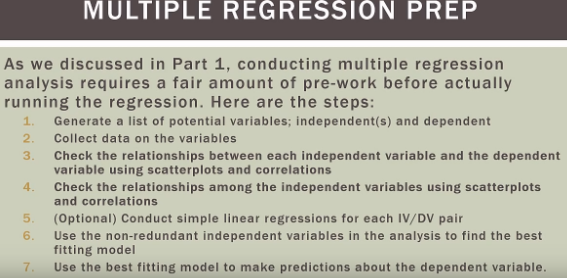 MULTIPLE REGRESSION PREP
As we discussed in Part 1, conducting multiple regression
analysis requires a fair amount of pre-work before actually
running the regression. Here are the steps:
1. Generate a list of potential variables; independent(s) and dependent
2. Collect data on the variables
3. Check the relationships between each independent variable and the dependent
variable using scatterplots and correlations
4. Check the relationships among the independent variables using scatterplots
and correlations
5. (Optional) Conduct simple linear regressions for each IV/DV pair
6. Use the non-redundant independent variables in the analysis to find the best
fitting model
7. Use the best fitting model to make predictions about the dependent variable.